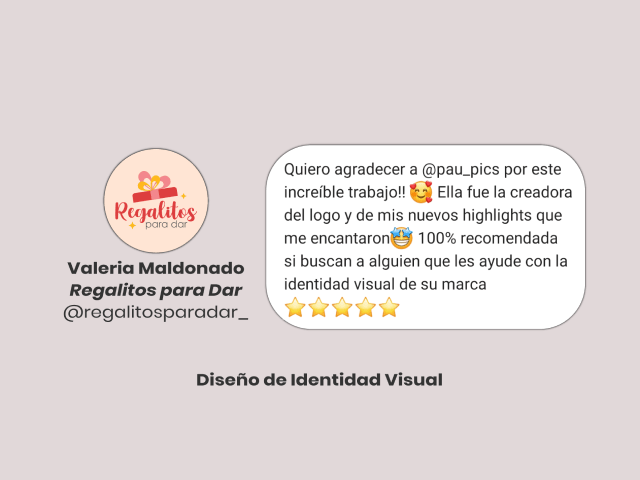 Regalitos
para dar
Valeria Maldonado
Regalitos para Dar
@regalitosparadar_
Quiero agradecer a @pau_pics por este
increíble trabajo!! 🥰 Ella fue la creadora
del logo y de mis nuevos highlights que
me encantaron🤩 100% recomendada
si buscan a alguien que les ayude con la
identidad visual de su marca
⭐⭐⭐⭐⭐
Diseño de Identidad Visual